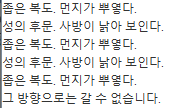 좁은 복도. 먼지가 뿌옇다.
성의 후문. 사방이 낡아 보인다.
좁은 복도. 먼지가 뿌옇다.
성의 후문. 사방이 낡아 보인다.
좁은 복도. 먼지가 뿌옇다.
그 방향으로는 갈 수 없습니다.